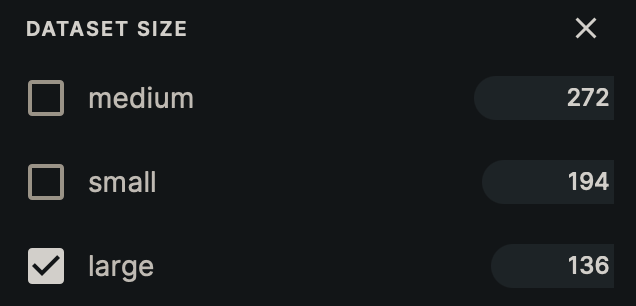 DATASET SIZE
medium 272
small 194
large 136